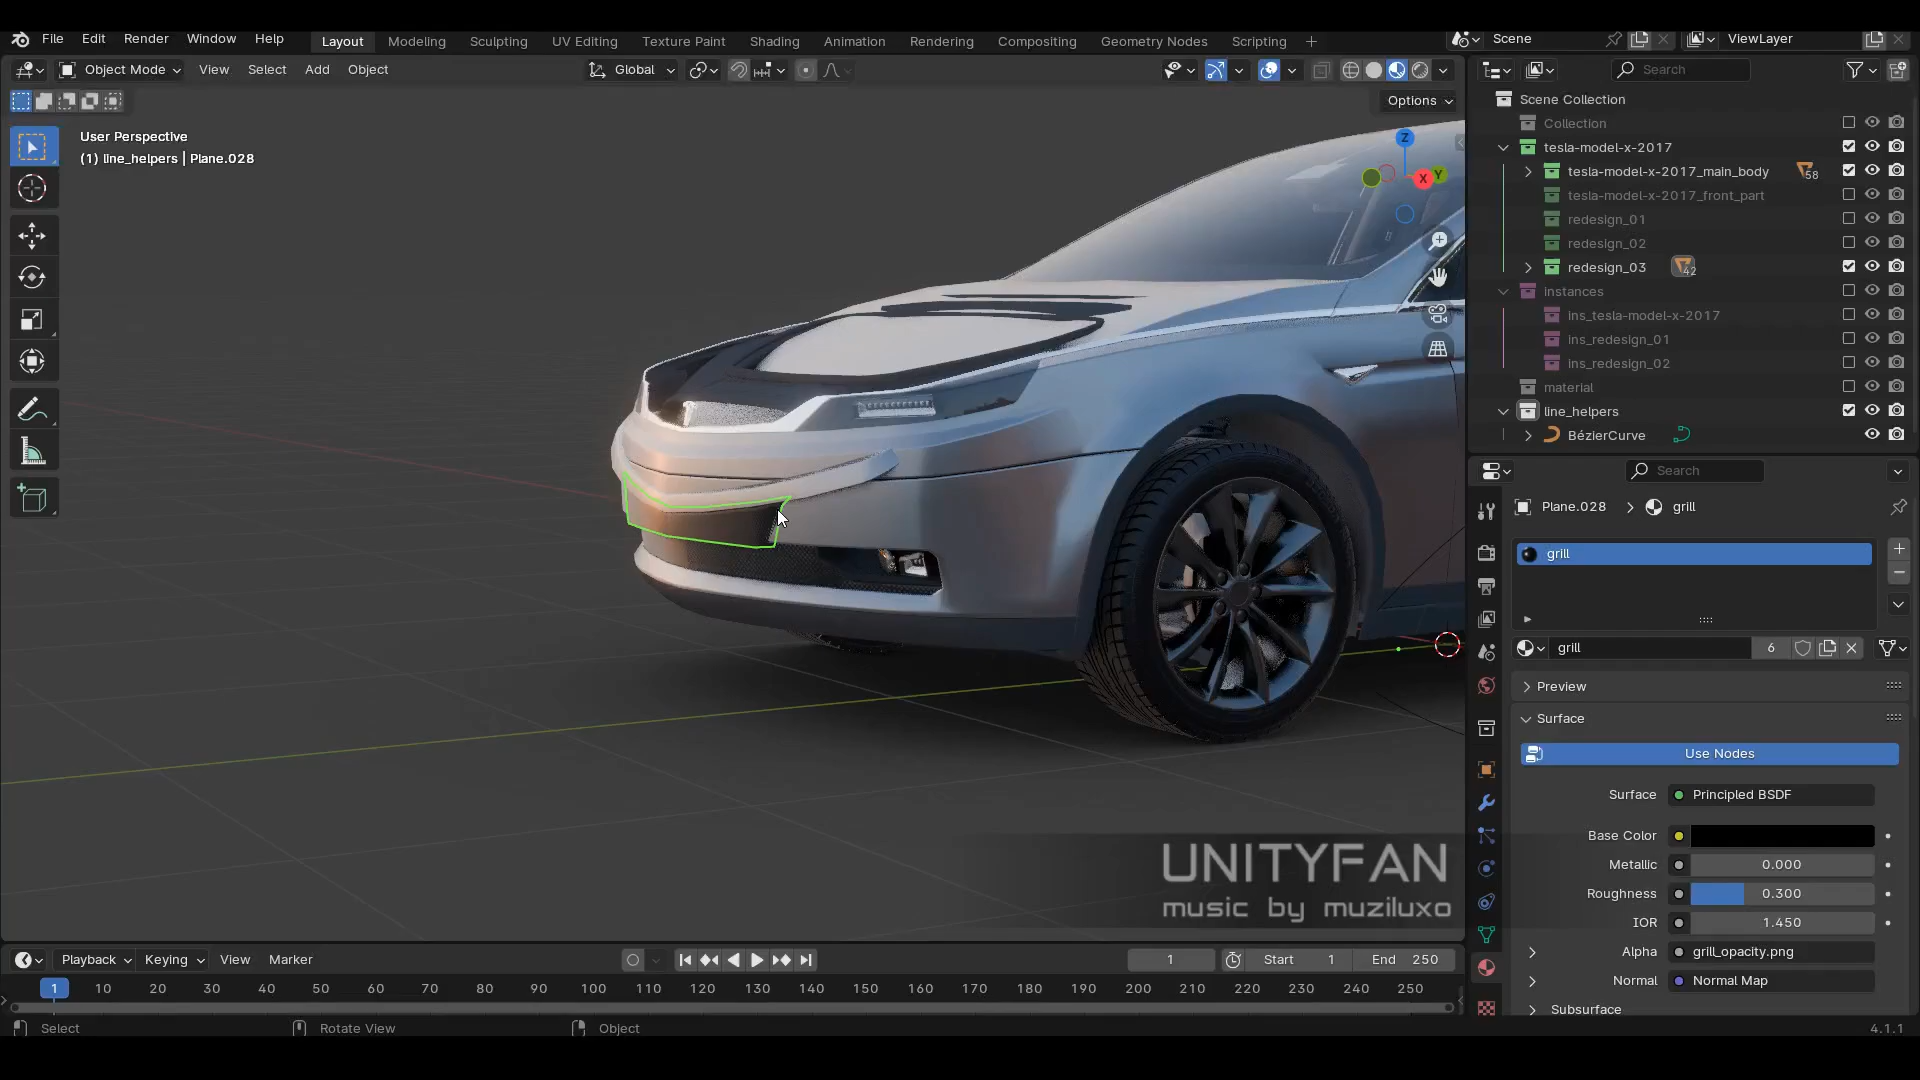 File Edit Render Window Help
Layout Modeling Sculpting UV Editing Texture Paint Shading Animation Rendering Compositing Geometry Nodes Scripting +
Scene ViewLayer
Object Mode View Select Add Object Global Search
Options
User Perspective
(1) line_helpers | Plane.028
Z
X Y
Scene Collection
Collection
tesla-model-x-2017
tesla-model-x-2017_main_body 58
tesla-model-x-2017_front_part
redesign_01
redesign_02
redesign_03 42
instances
ins_tesla-model-x-2017
ins_redesign_01
ins_redesign_02
material
line_helpers
BézierCurve
Search
Plane.028 > grill
grill
grill 6
Preview
Surface
Use Nodes
Surface Principled BSDF
Base Color
Metallic 0.000
Roughness 0.300
IOR 1.450
Alpha grill_opacity.png
Normal Normal Map
Subsurface
UNITYFAN
music by muziluxo
Playback Keying View Marker 1 Start 1 End 250
1 10 20 30 40 50 60 70 80 90 100 110 120 130 140 150 160 170 180 190 200 210 220 230 240 250
Select Rotate View Object 4.1.1